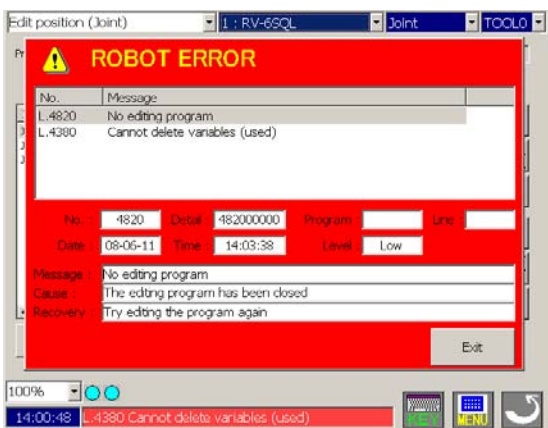 Edit position (Joint) 1 : RV-6SQL Joint TOOL0
Pr
ROBOT ERROR
No. Message
L.4820 No editing program
L.4380 Cannot delete variables (used)
No. : 4820 Detail : 482000000 Program : Line :
Date : 08-06-11 Time : 14:03:38 Level : Low
Message : No editing program
Cause : The editng program has been closed
Recovery : Try editing the program again
Exit
100%
14:00:48 L.4380 Cannot delete variables (used) KEY MENU